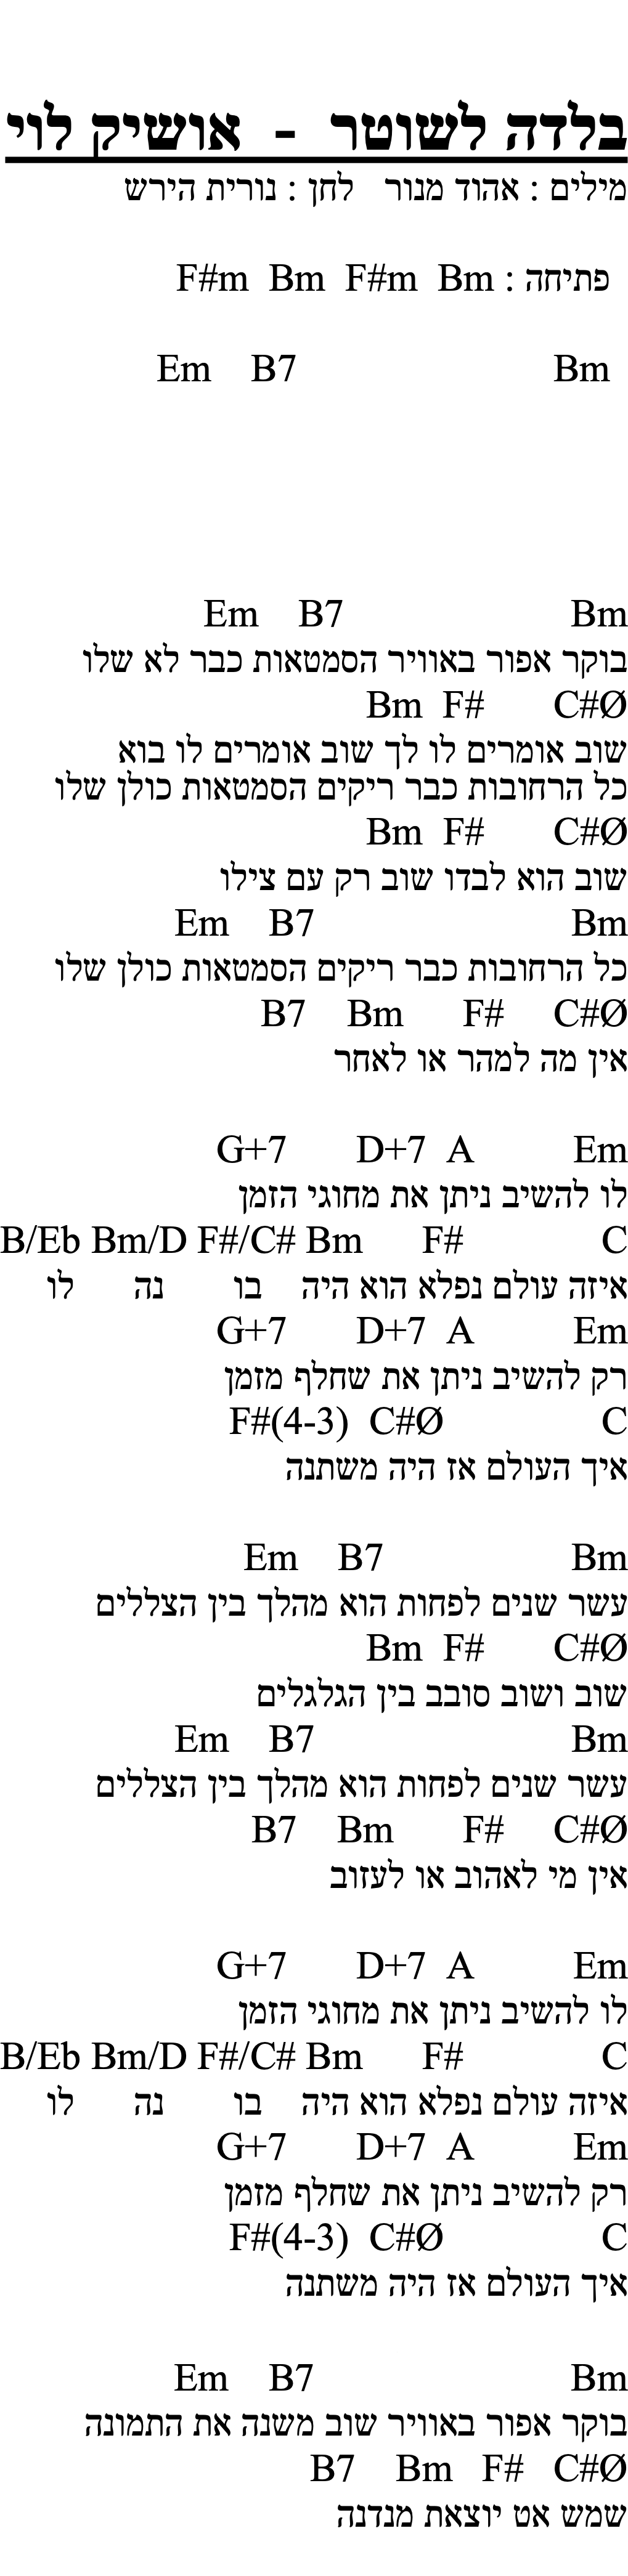 בלדה לשוטר - אושיק לוי
מילים : אהוד מנור לחן : נורית הירש
פתיחה : F#m Bm F#m Bm
Em B7 Bm
Em B7 Bm
בוקר אפור באוויר הסמטאות כבר לא שלו
Bm F# C#Ø
שוב אומרים לו לך שוב אומרים לו בוא
כל הרחובות כבר ריקים הסמטאות כולן שלו
Bm F# C#Ø
שוב הוא לבדו שוב רק עם צילו
Em B7 Bm
כל הרחובות כבר ריקים הסמטאות כולן שלו
B7 Bm F# C#Ø
אין מה למהר או לאחר
G+7 D+7 A Em
לו להשיב ניתן את מחוגי הזמן
B/Eb Bm/D F#/C# Bm F# C
איזה עולם נפלא הוא היה בו נה לו
G+7 D+7 A Em
רק להשיב ניתן את שחלף מזמן
F#(4-3) C#Ø C
איך העולם אז היה משתנה
Em B7 Bm
עשר שנים לפחות הוא מהלך בין הצללים
Bm F# C#Ø
שוב ושוב סובב בין הגלגלים
Em B7 Bm
עשר שנים לפחות הוא מהלך בין הצללים
B7 Bm F# C#Ø
אין מי לאהוב או לעזוב
G+7 D+7 A Em
לו להשיב ניתן את מחוגי הזמן
B/Eb Bm/D F#/C# Bm F# C
איזה עולם נפלא הוא היה בו נה לו
G+7 D+7 A Em
רק להשיב ניתן את שחלף מזמן
F#(4-3) C#Ø C
איך העולם אז היה משתנה
Em B7 Bm
בוקר אפור באוויר שוב משנה את התמונה
B7 Bm F# C#Ø
שמש אט יוצאת מנדנה